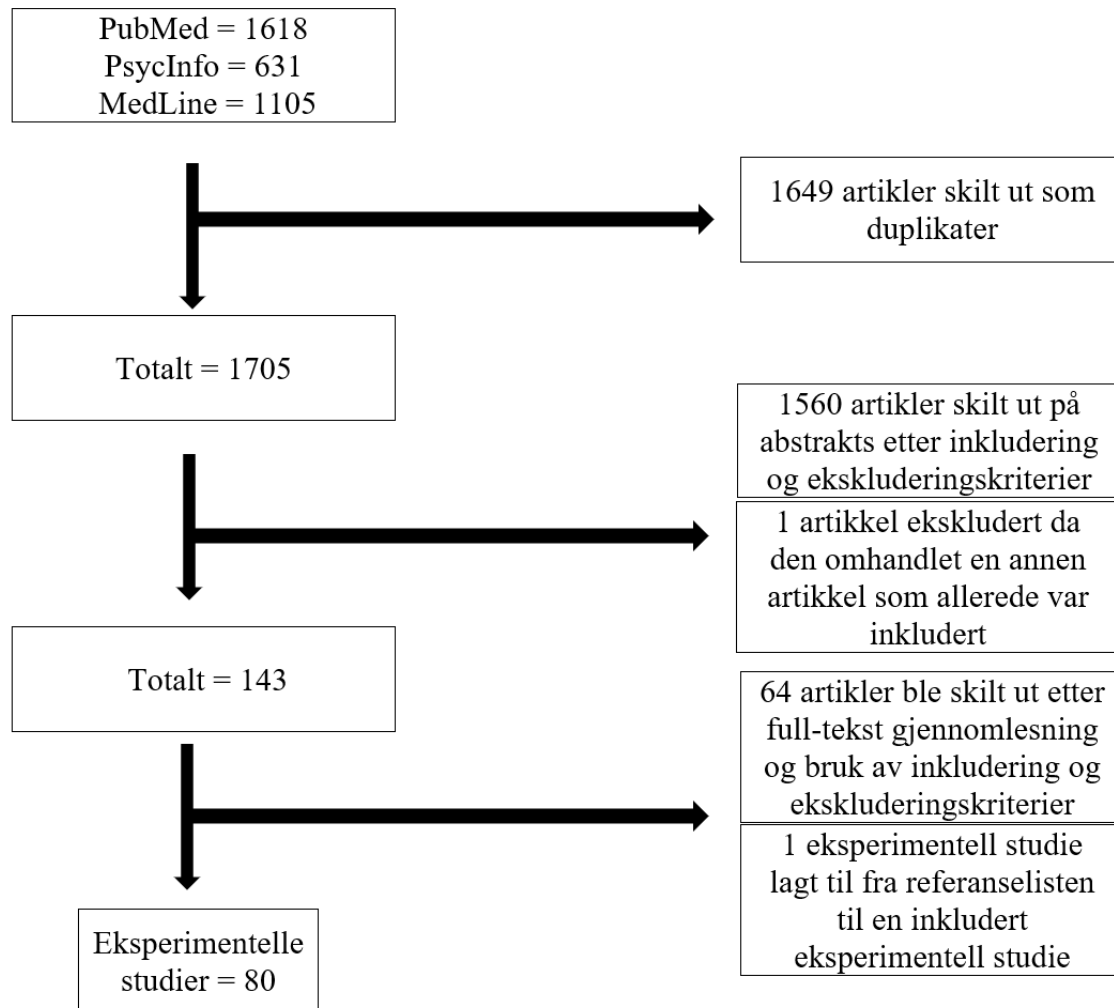 PubMed = 1618
PsycInfo = 631
MedLine = 1105
1649 artikler skilt ut som
duplikater
Totalt = 1705
1560 artikler skilt ut på
abstrakts etter inkludering
og ekskluderingskriterier
1 artikkel ekskludert da
den omhandlet en annen
artikkel som allerede var
inkludert
Totalt = 143
64 artikler ble skilt ut etter
full-tekst gjennomlesning
og bruk av inkludering og
ekskluderingskriterier
1 eksperimentell studie
lagt til fra referanselisten
til en inkludert
eksperimentell studie
Eksperimentelle
studier = 80